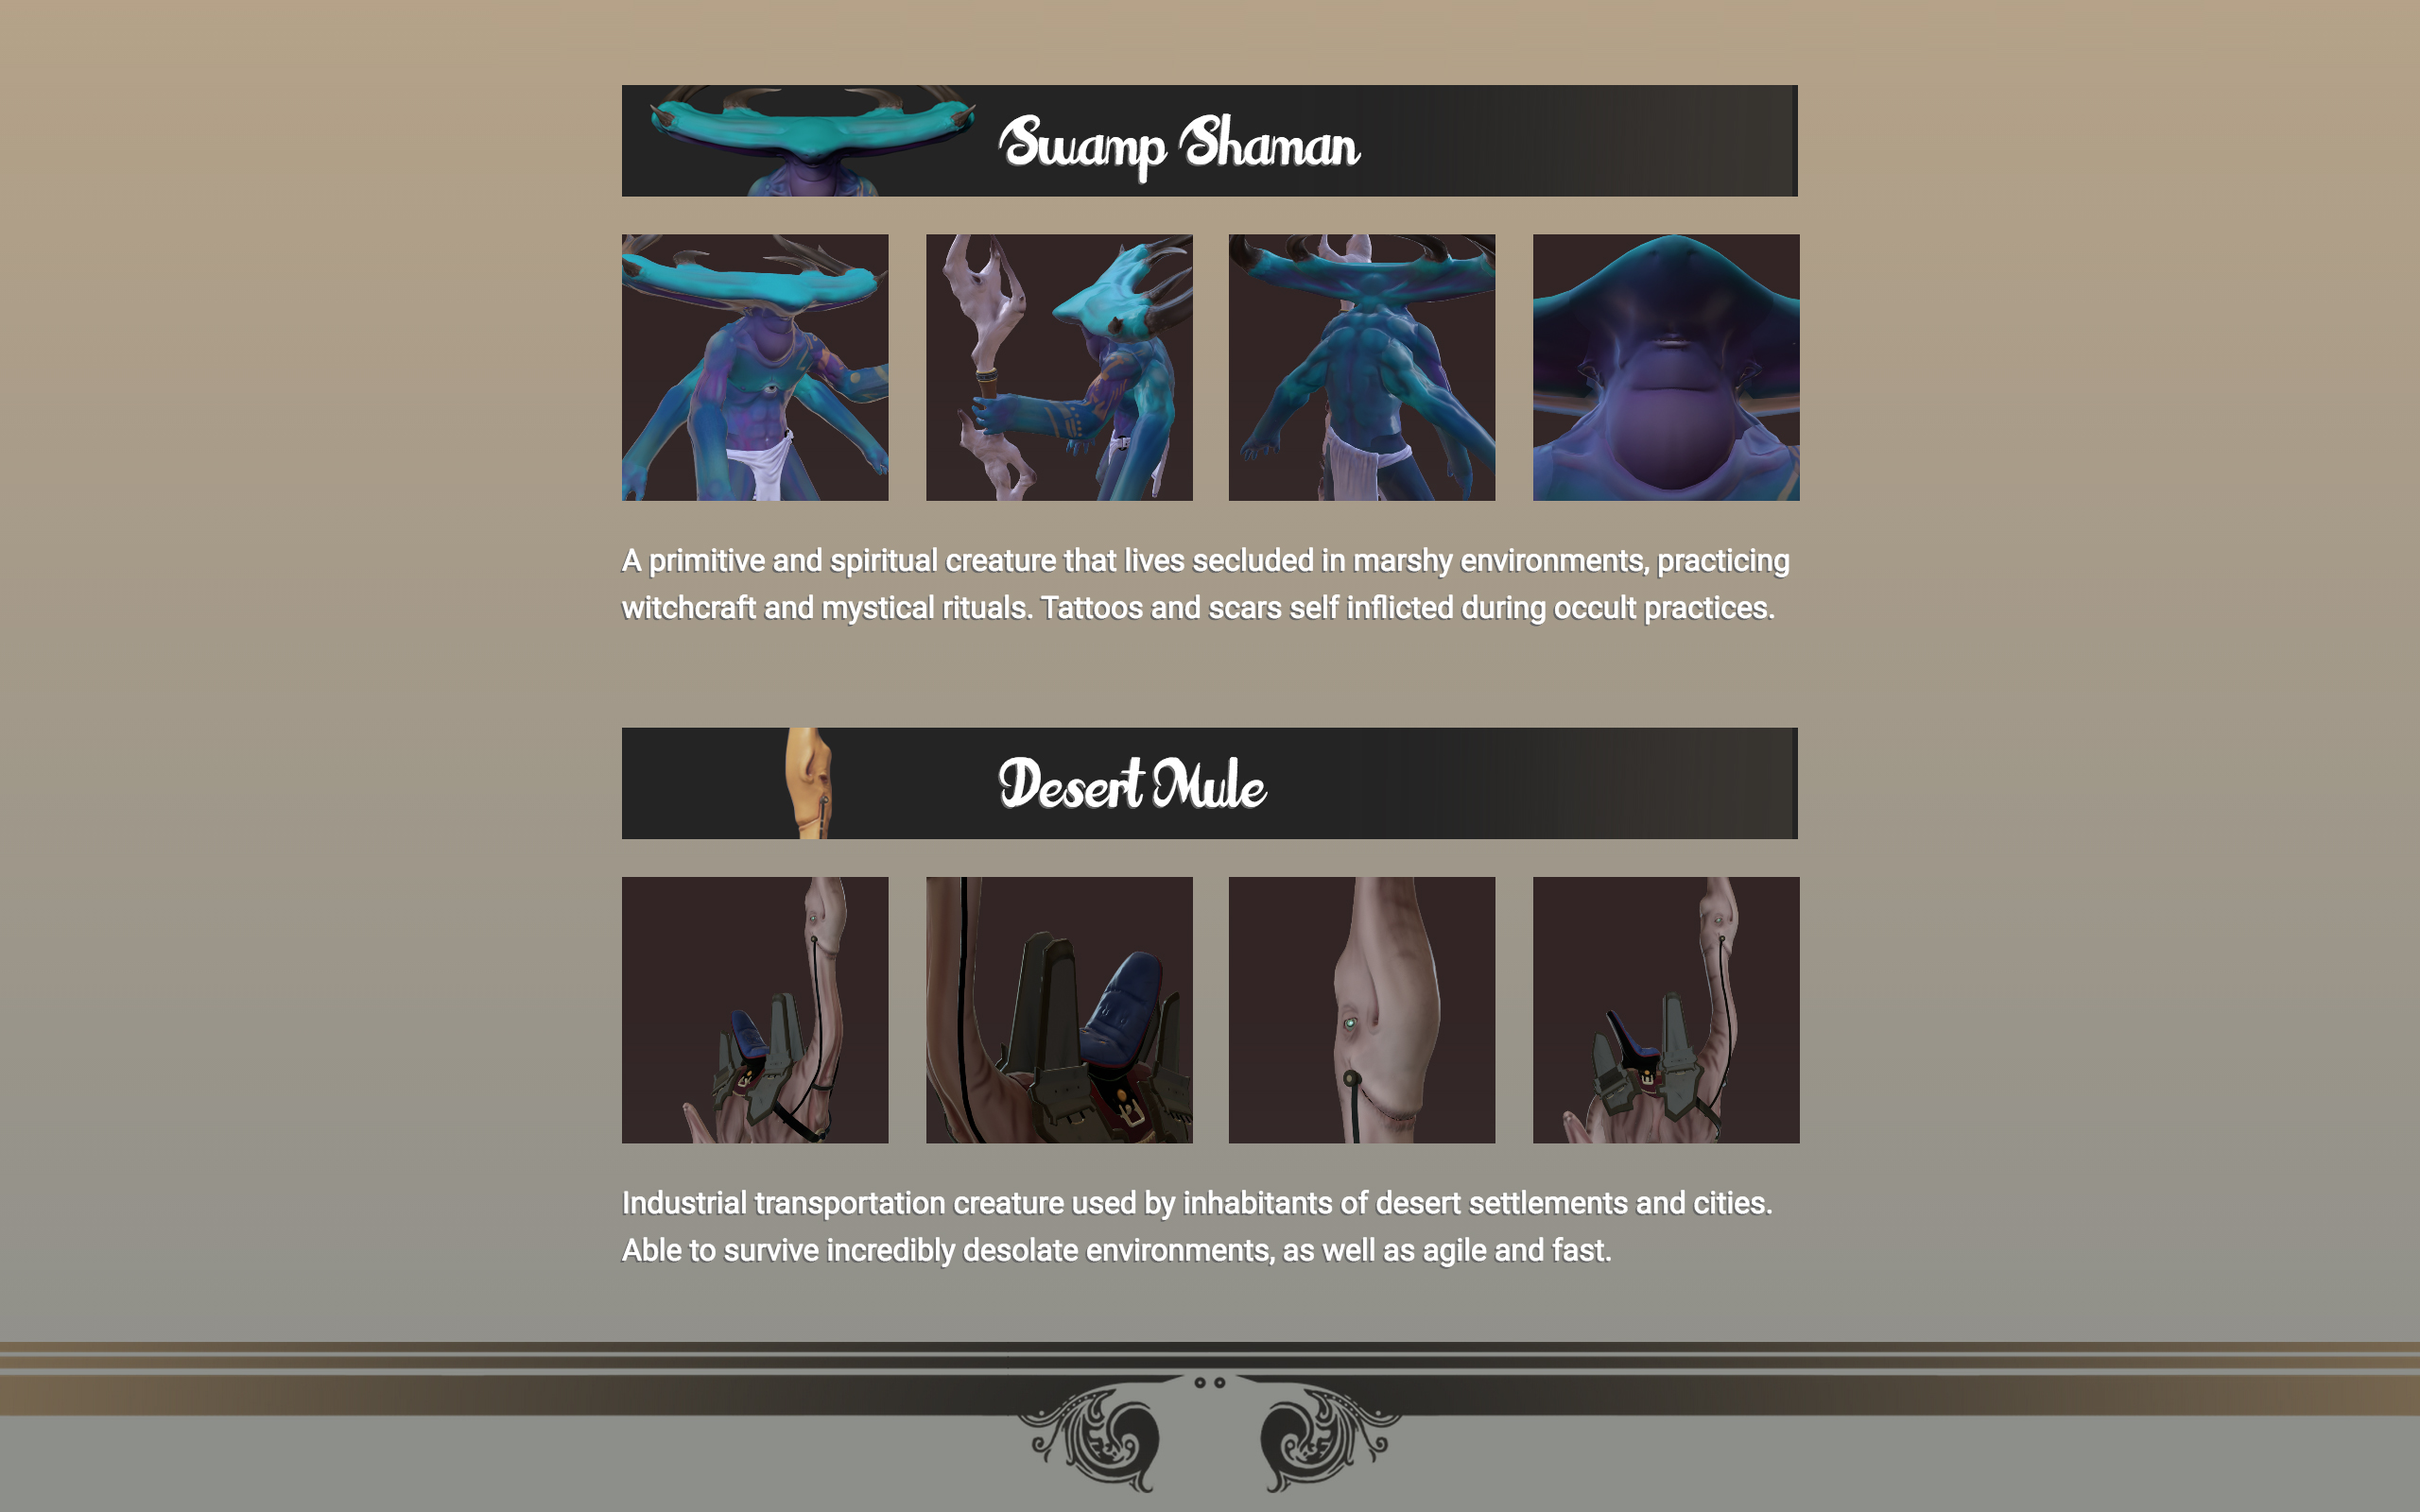 Swamp Shaman
A primitive and spiritual creature that lives secluded in marshy environments, practicing
witchcraft and mystical rituals. Tattoos and scars self inflicted during occult practices.
Desert Mule
Industrial transportation creature used by inhabitants of desert settlements and cities.
Able to survive incredibly desolate environments, as well as agile and fast.